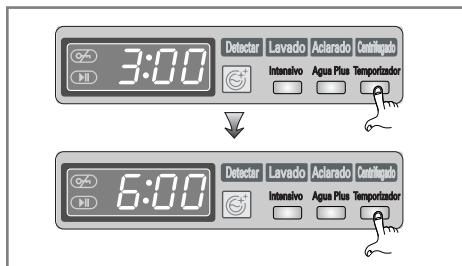 3:00
Detectar Lavado Aclarado Centrifugado
Intensivo Agua Plus Temporizador
6:00
Detectar Lavado Aclarado Centrifugado
Intensivo Agua Plus Temporizador